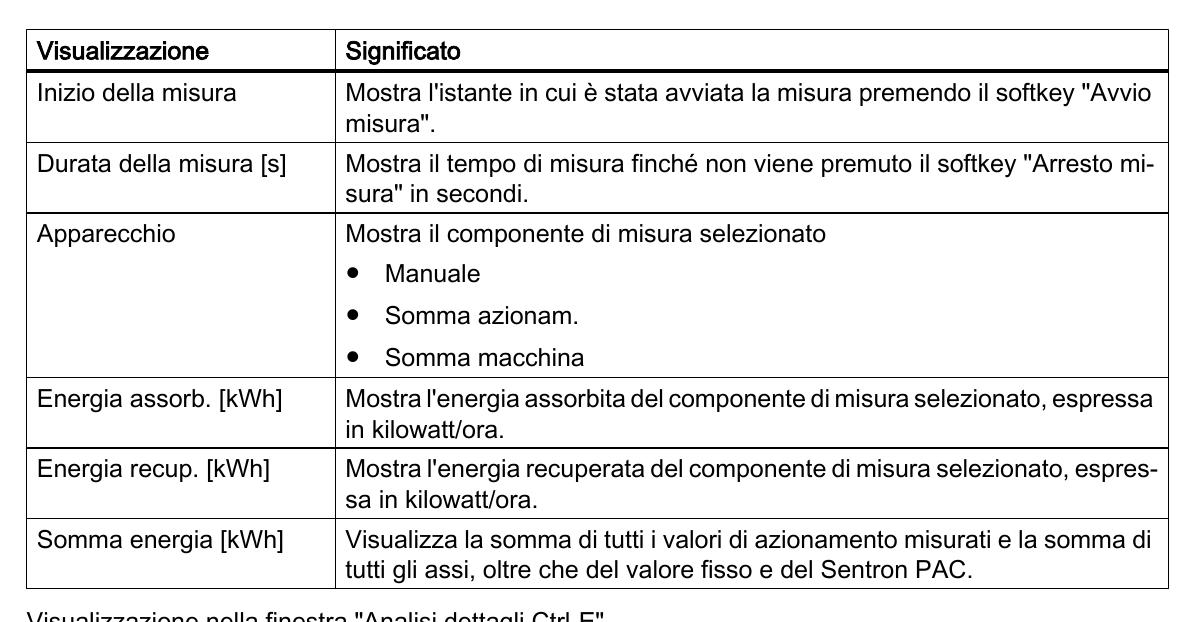 Visualizzazione Significato
Inizio della misura Mostra l'istante in cui è stata avviata la misura premendo il softkey "Avvio
misura".
Durata della misura [s] Mostra il tempo di misura finché non viene premuto il softkey "Arresto mi-
sura" in secondi.
Apparecchio Mostra il componente di misura selezionato
● Manuale
● Somma azionam.
● Somma macchina
Energia assorb. [kWh] Mostra l'energia assorbita del componente di misura selezionato, espressa
in kilowatt/ora.
Energia recup. [kWh] Mostra l'energia recuperata del componente di misura selezionato, espres-
sa in kilowatt/ora.
Somma energia [kWh] Visualizza la somma di tutti i valori di azionamento misurati e la somma di
tutti gli assi, oltre che del valore fisso e del Sentron PAC.
Visualizzazione nella finestra "Analisi dettagli Ctrl-E"